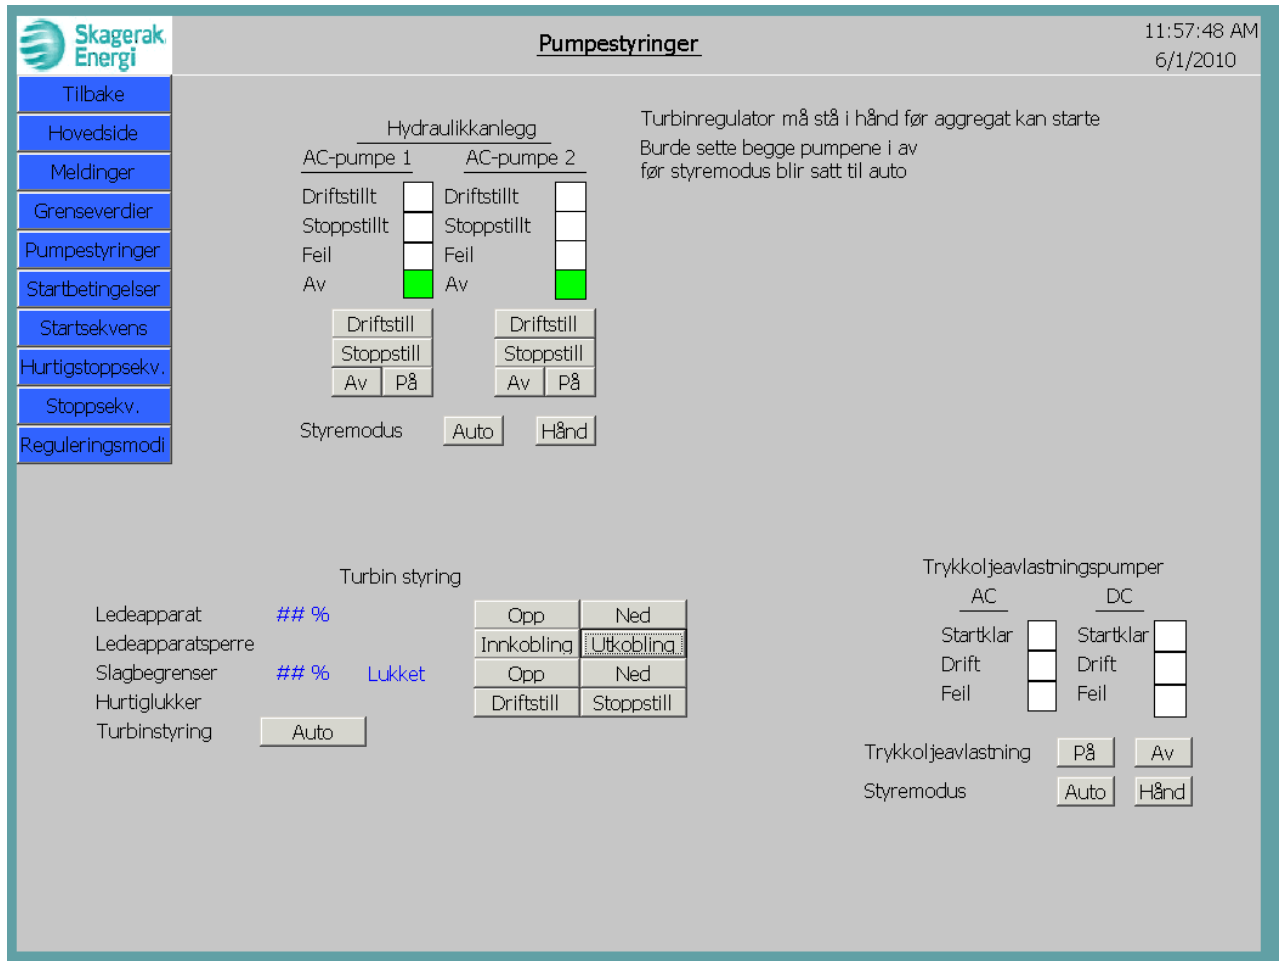 Skagerak
Energi
Pumpestyringer
11:57:48 AM
6/1/2010
Tilbake
Hovedside
Meldinger
Grenseverdier
Pumpestyringer
Startbetingelser
Startsekvens
Hurtigstoppsekv.
Stoppsekv.
Reguleringsmodi
Hydraulikkanlegg
AC-pumpe 1 AC-pumpe 2
Driftstillt Driftstillt
Stoppstillt Stoppstillt
Feil Feil
Av Av
Driftstill Driftstill
Stoppstill Stoppstill
Av På Av På
Styremodus Auto Hånd
Turbinregulator må stå i hånd før aggregat kan starte
Burde sette begge pumpene i av
før styremodus blir satt til auto
Turbin styring
Ledeapparat ## % Opp Ned
Ledeapparatsperre Innkobling Utkobling
Slagbegrenser ## % Lukket Opp Ned
Hurtiglukker Driftstill Stoppstill
Turbinstyring Auto
Trykkoljeavlastningspumper
AC DC
Startklar Startklar
Drift Drift
Feil Feil
Trykkoljeavlastning På Av
Styremodus Auto Hånd